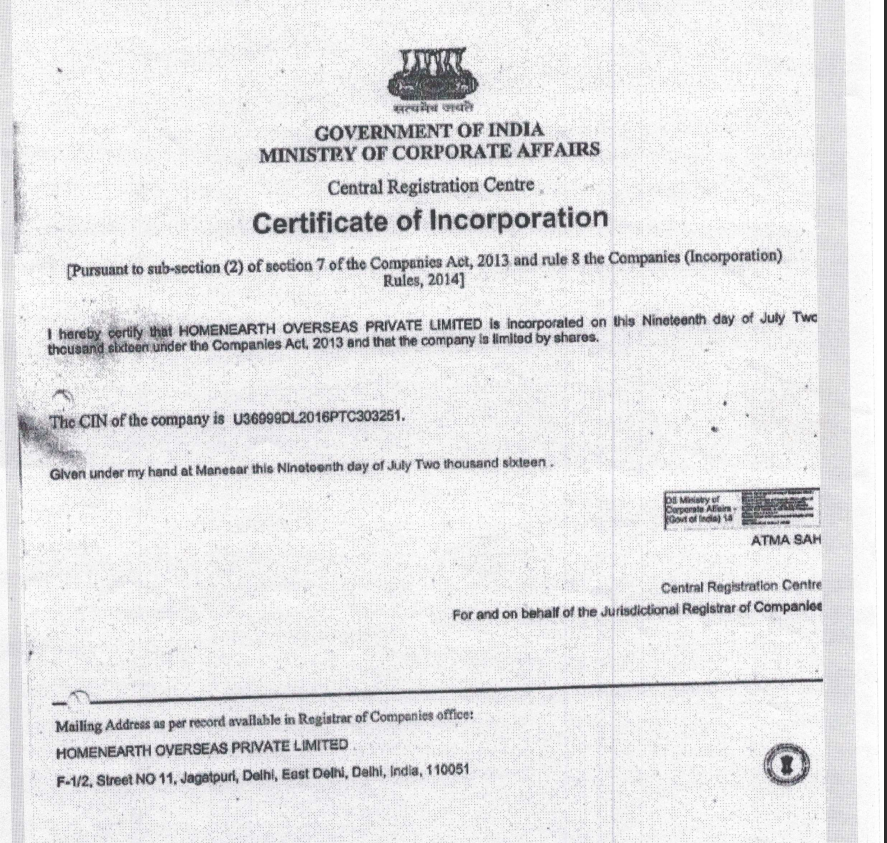 सत्यमेव जयते
GOVERNMENT OF INDIA
MINISTRY OF CORPORATE AFFAIRS
Central Registration Centre
Certificate of Incorporation
[Pursuant to sub-section (2) of section 7 of the Companies Act, 2013 and rule 8 the Companies (Incorporation)
Rules, 2014]
I hereby certify that HOMENEARTH OVERSEAS PRIVATE LIMITED is incorporated on this Nineteenth day of July Two
thousand sixteen under the Companies Act, 2013 and that the company is limited by shares.
The CIN of the company is U36999DL2016PTC303251.
Given under my hand at Manesar this Nineteenth day of July Two thousand sixteen .
DS Ministry of
Corporate Affairs -
(Govt of India)
ATMA SAH
Central Registration Centre
For and on behalf of the Jurisdictional Registrar of Companies
Mailing Address as per record available in Registrar of Companies office:
HOMENEARTH OVERSEAS PRIVATE LIMITED
F-1/2, Street NO 11, Jagatpuri, Delhi, East Delhi, Delhi, India, 110051